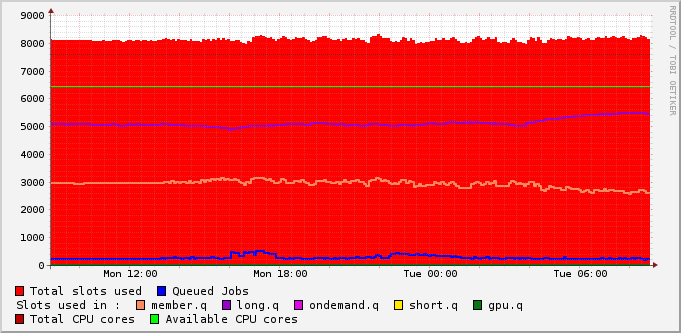 9000
8000
7000
6000
5000
4000
3000
2000
1000
0
Mon 12:00 Mon 18:00 Tue 00:00 Tue 06:00
RRDTOOL / TOBI OETIKER
Total slots used Queued Jobs
Slots used in : member.q long.q ondemand.q short.q gpu.q
Total CPU cores Available CPU cores